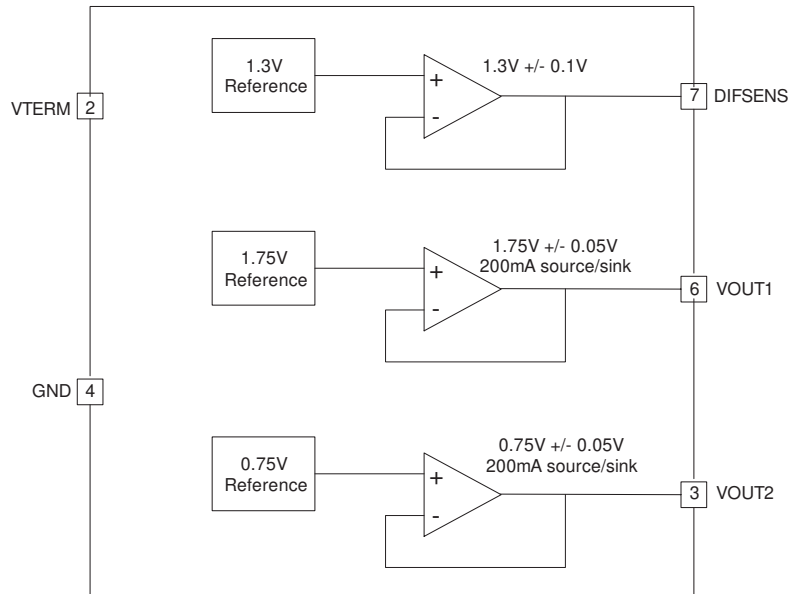 1.3V
Reference
+
-
1.3V +/- 0.1V
7 DIFSENS
VTERM 2
1.75V
Reference
+
-
1.75V +/- 0.05V
200mA source/sink
6 VOUT1
GND 4
0.75V
Reference
+
-
0.75V +/- 0.05V
200mA source/sink
3 VOUT2